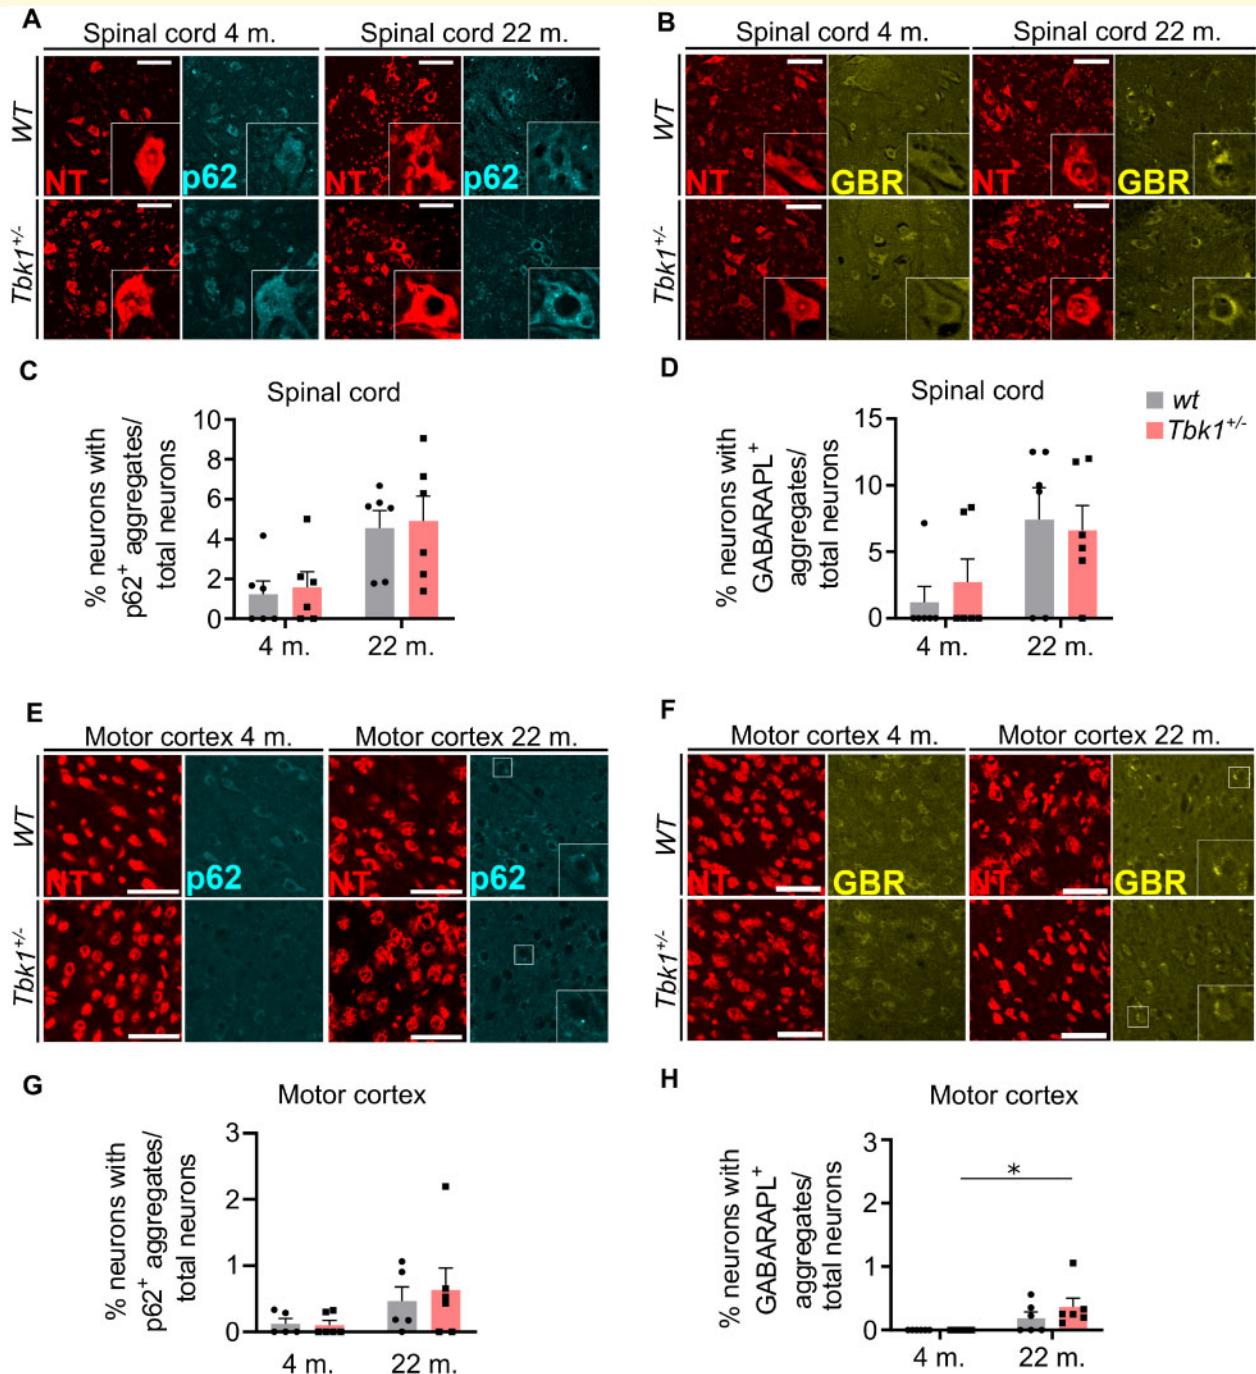 A
Spinal cord 4 m.
Spinal cord 22 m.
WT
NT
p62
NT
p62
Tbk1+/-
B
Spinal cord 4 m.
Spinal cord 22 m.
WT
NT
GBR
NT
GBR
Tbk1+/-
C
Spinal cord
% neurons with
p62+ aggregates/
total neurons
10
8
6
4
2
0
4 m.
22 m.
D
Spinal cord
% neurons with
GABARAPL+
aggregates/
total neurons
15
10
5
0
4 m.
22 m.
wt
Tbk1+/-
E
Motor cortex 4 m.
Motor cortex 22 m.
WT
NT
p62
NT
p62
Tbk1+/-
F
Motor cortex 4 m.
Motor cortex 22 m.
WT
NT
GBR
NT
GBR
Tbk1+/-
G
Motor cortex
% neurons with
p62+ aggregates/
total neurons
3
2
1
0
4 m.
22 m.
H
Motor cortex
% neurons with
GABARAPL+
aggregates/
total neurons
3
2
1
0
*
4 m.
22 m.